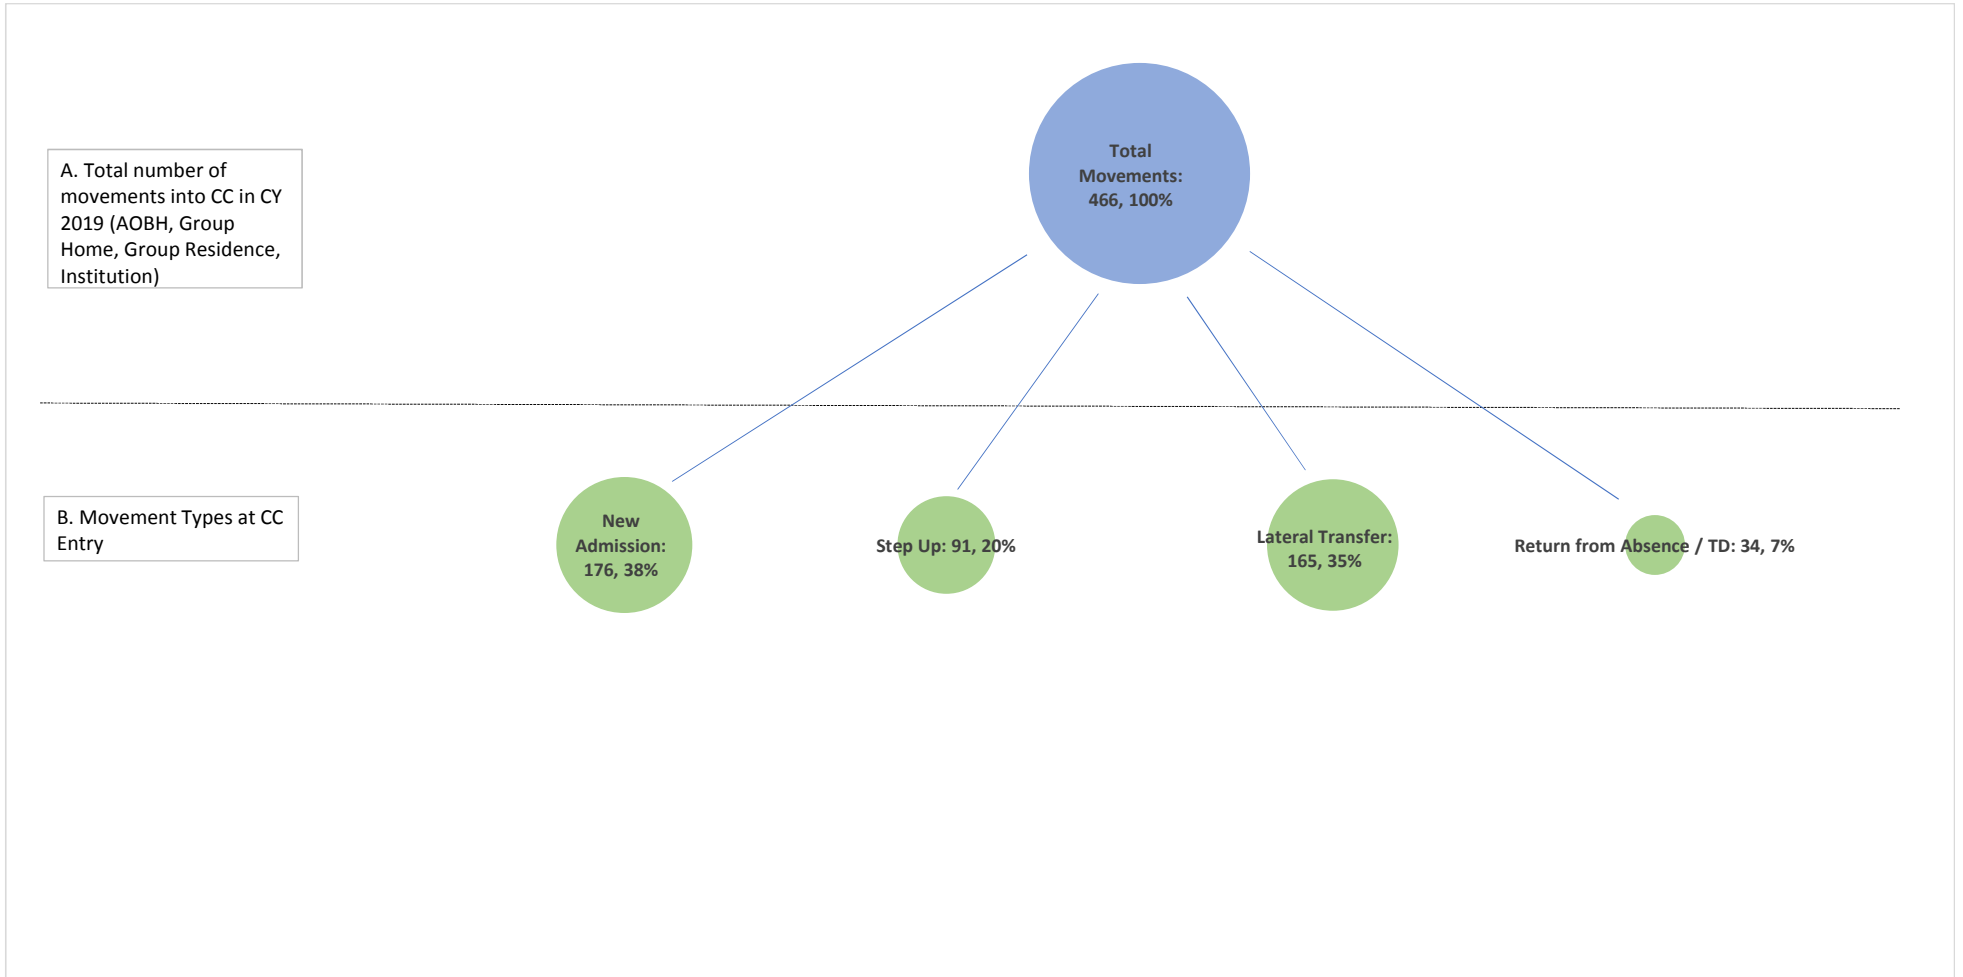 Total
Movements:
466, 100%
A. Total number of
movements into CC in CY
2019 (AOBH, Group
Home, Group Residence,
Institution)
B. Movement Types at CC
Entry
New
Admission:
176, 38%
Step Up: 91, 20%
Lateral Transfer:
165, 35%
Return from Absence / TD: 34, 7%